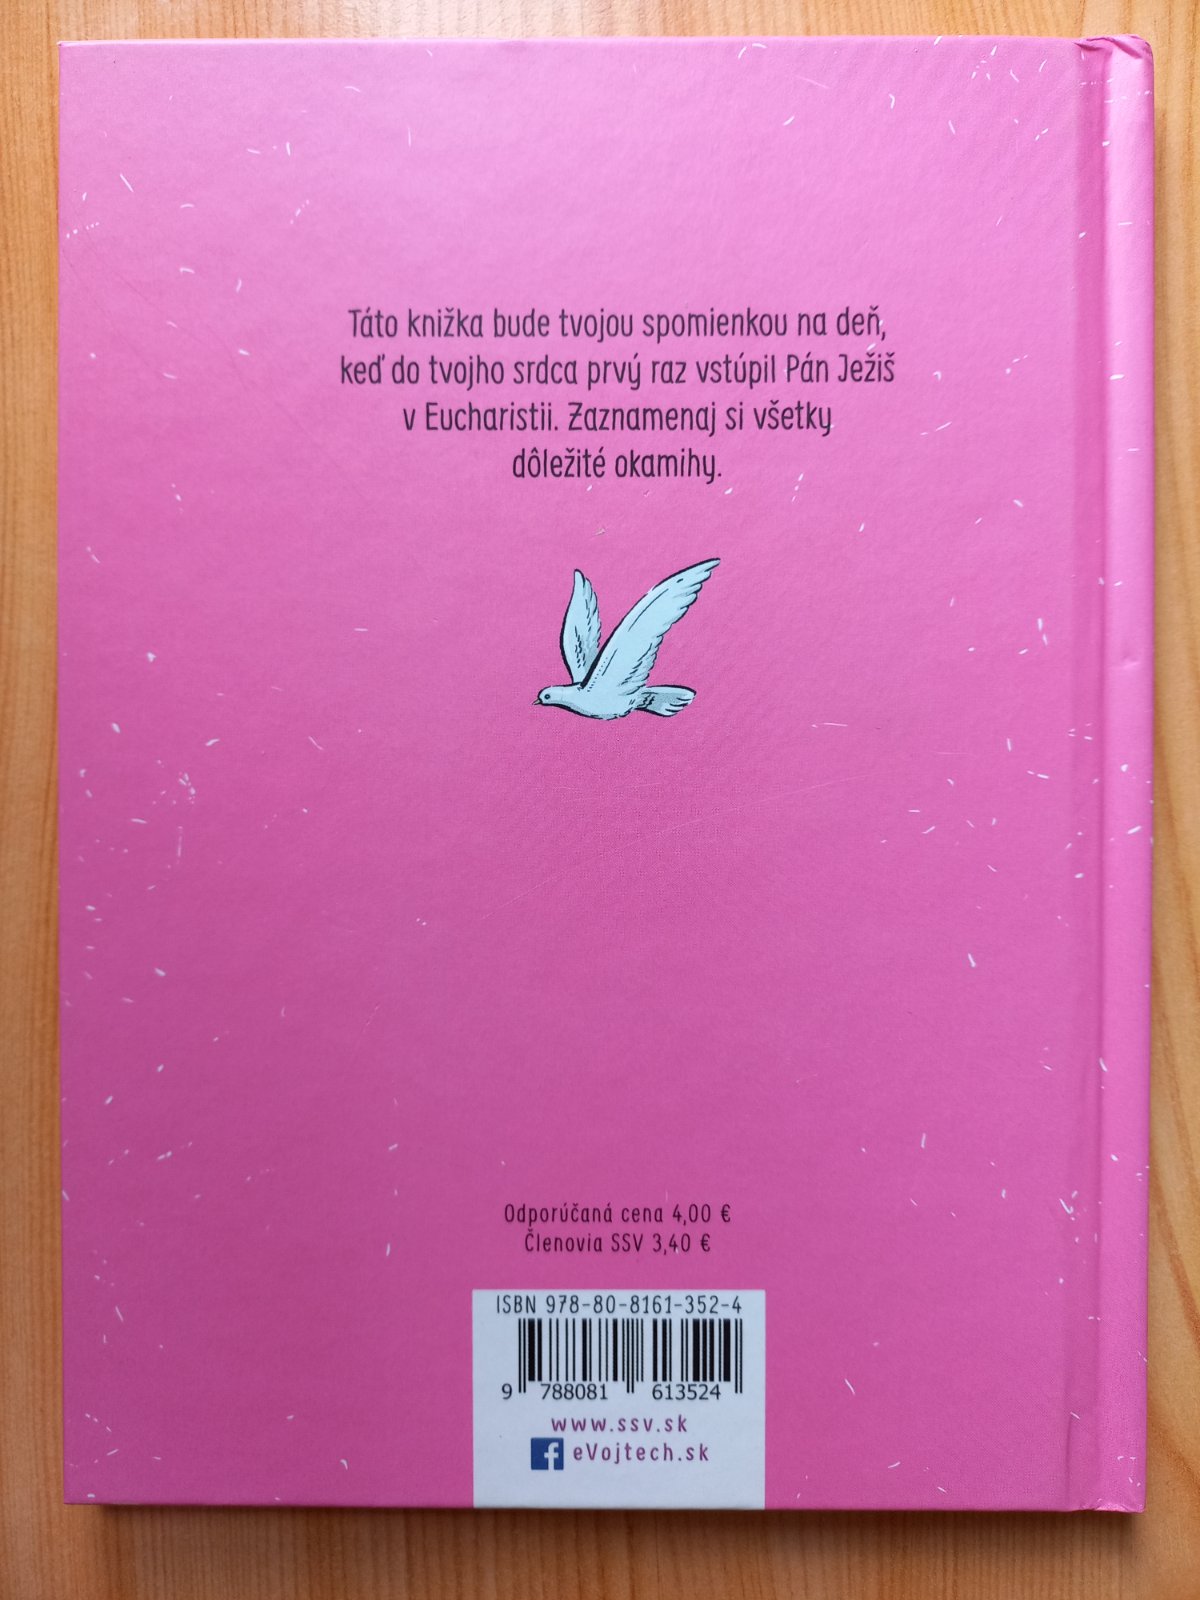 Táto knižka bude tvojou spomienkou na deň,
keď do tvojho srdca prvý raz vstúpil Pán Ježiš
v Eucharistii. Zaznamenaj si všetky
dôležité okamihy.
Odporúčaná cena 4,00 €
Členovia SSV 3,40 €
ISBN 978-80-8161-352-4
9 788081 613524
www.ssv.sk
f eVojtech.sk